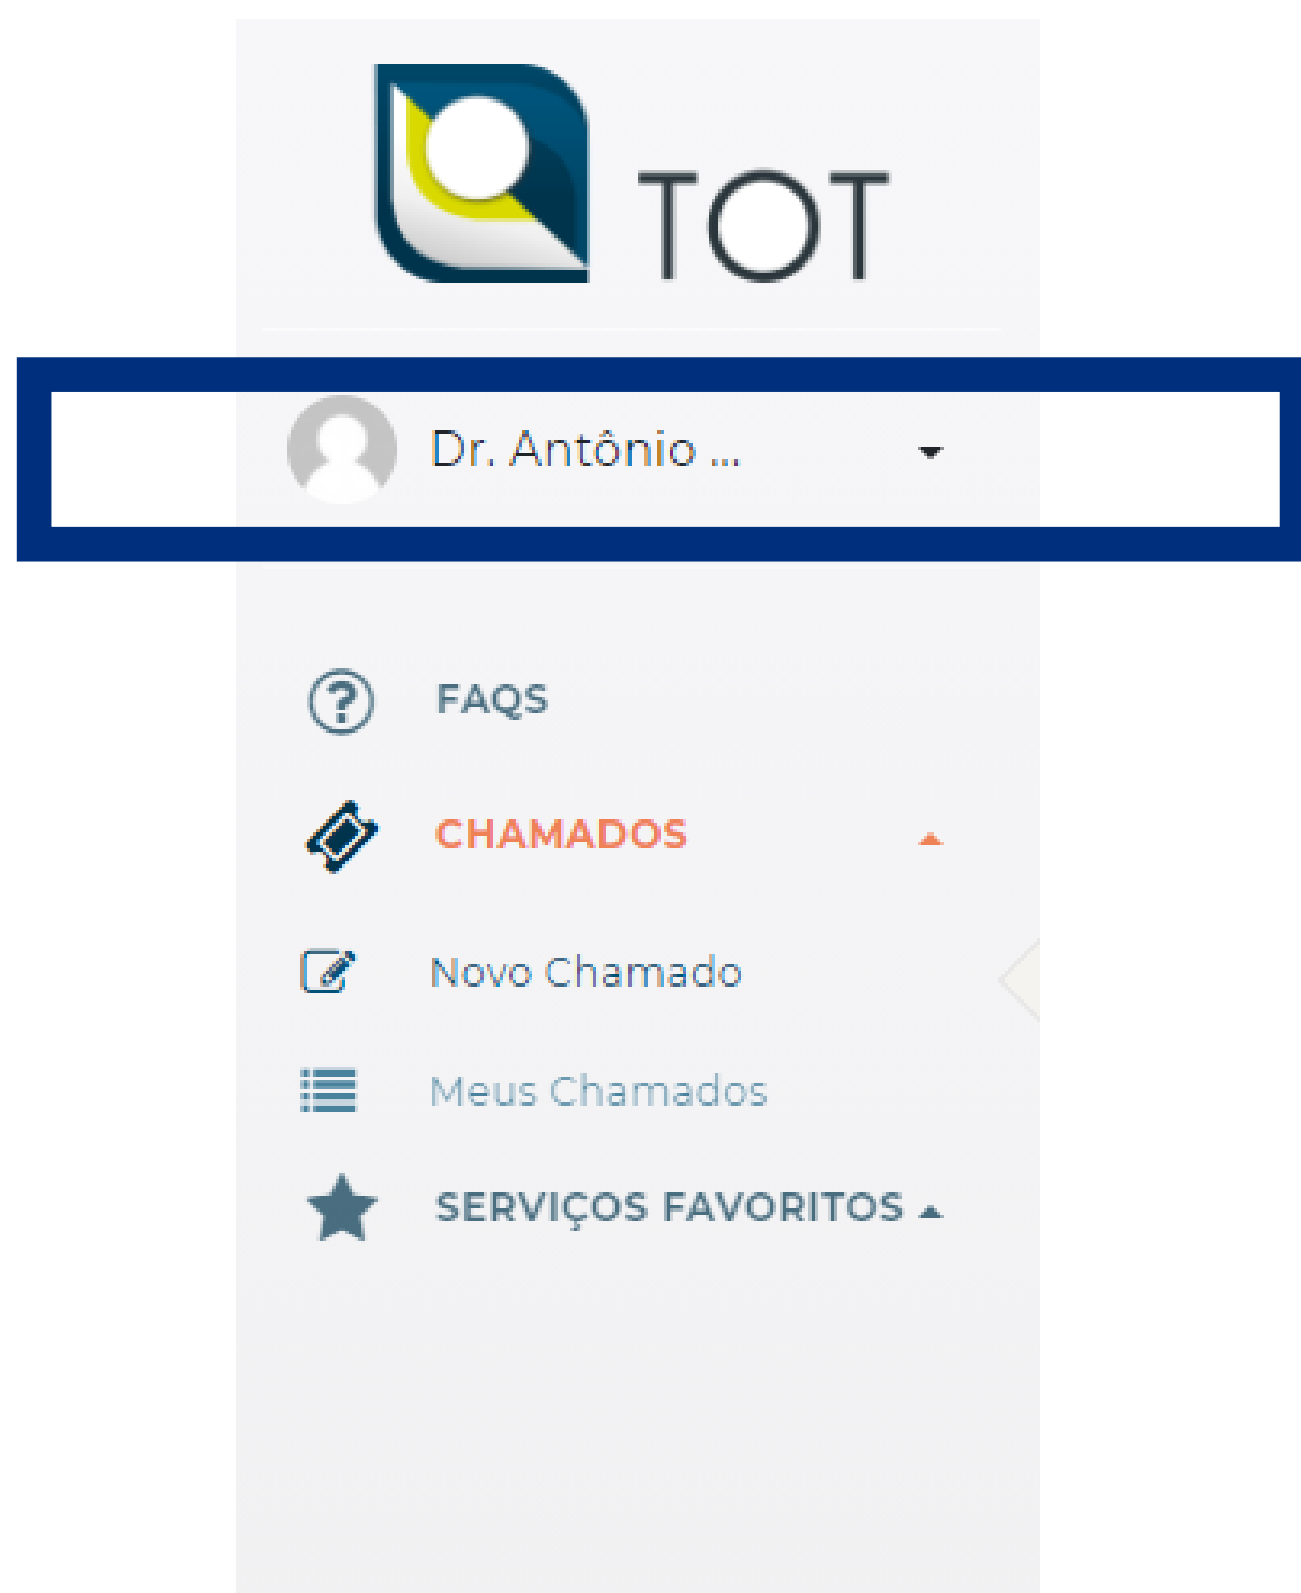 TOT
Dr. Antônio ...
FAQS
CHAMADOS
Novo Chamado
Meus Chamados
SERVIÇOS FAVORITOS